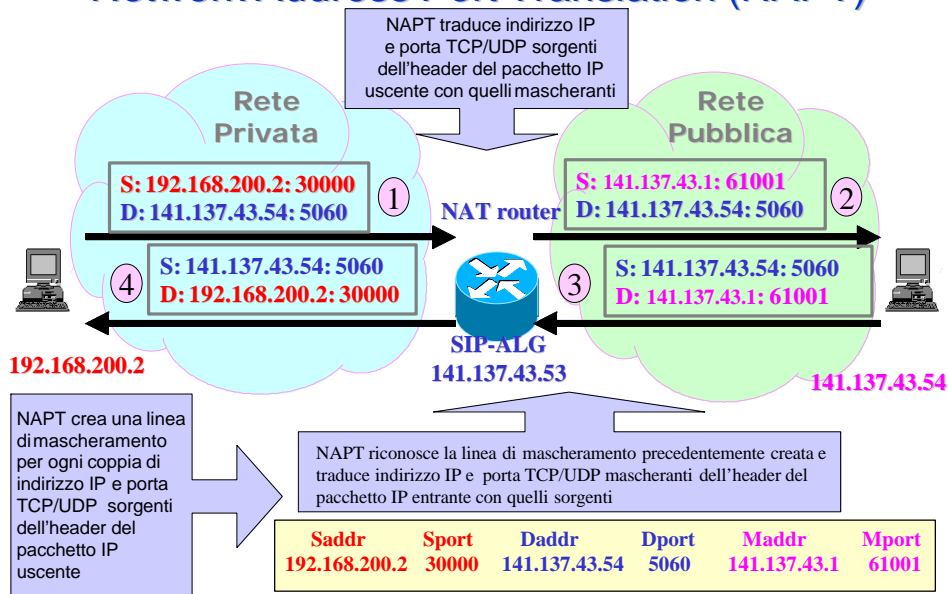 Network Address Port Translation (NAPT)
NAPT traduce indirizzo IP
e porta TCP/UDP sorgenti
dell'header del pacchetto IP
uscente con quelli mascheranti
Rete
Privata
Rete
Pubblica
S: 192.168.200.2: 30000
D: 141.137.43.54: 5060
1
NAT router
S: 141.137.43.1: 61001
D: 141.137.43.54: 5060
2
4
S: 141.137.43.54: 5060
D: 192.168.200.2: 30000
3
S: 141.137.43.54: 5060
D: 141.137.43.1: 61001
192.168.200.2
SIP-ALG
141.137.43.53
141.137.43.54
NAPT crea una linea
di mascheramento
per ogni coppia di
indirizzo IP e porta
TCP/UDP sorgenti
dell'header del
pacchetto IP
uscente
NAPT riconosce la linea di mascheramento precedentemente creata e
traduce indirizzo IP e porta TCP/UDP mascheranti dell'header del
pacchetto IP entrante con quelli sorgenti
Saddr Sport Daddr Dport Maddr Mport
192.168.200.2 30000 141.137.43.54 5060 141.137.43.1 61001